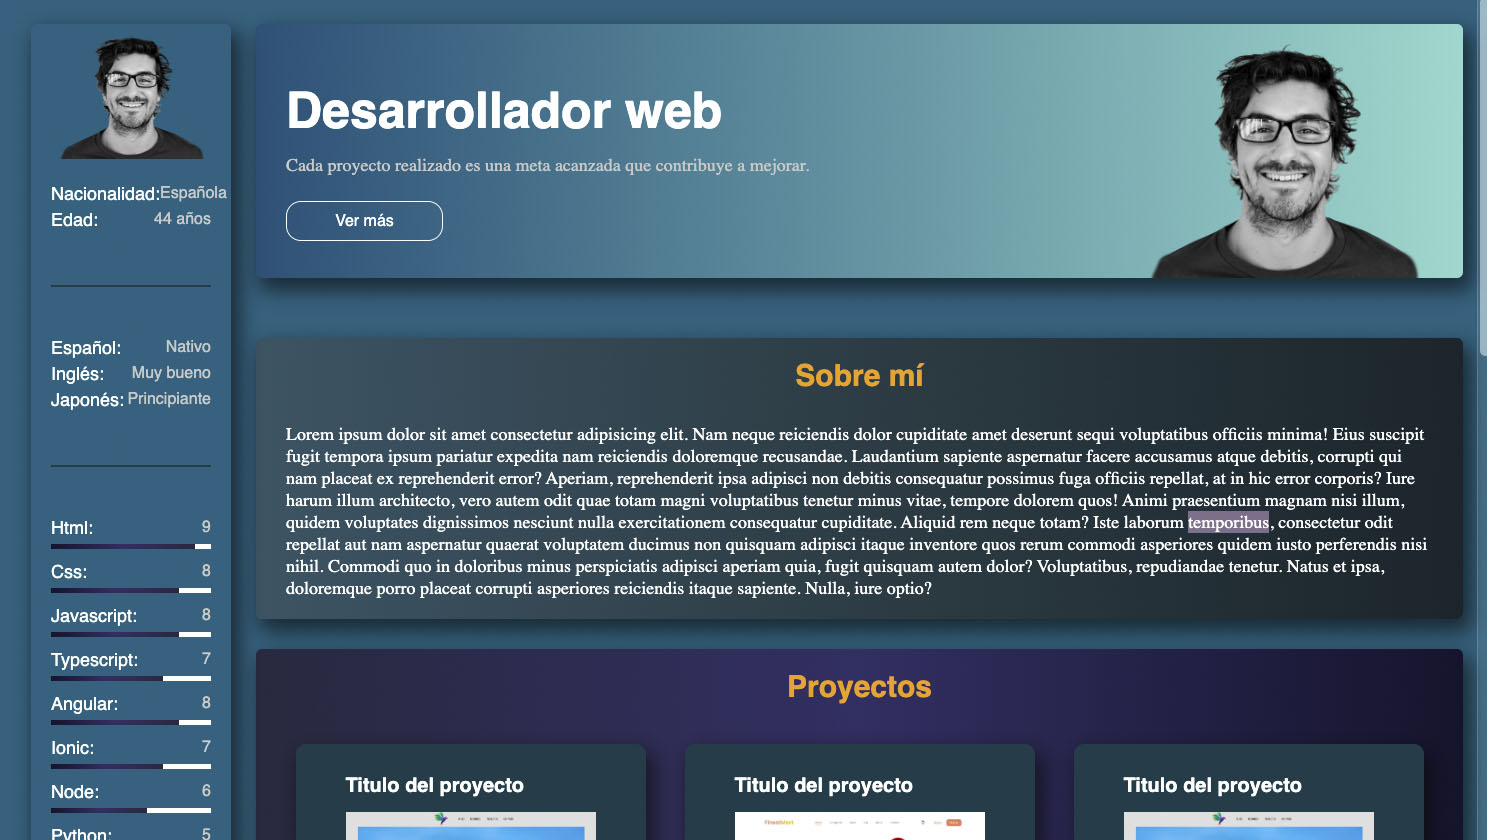 Nacionalidad: Española
Edad: 44 años
Español: Nativo
Inglés: Muy bueno
Japonés: Principiante
Html: 9
Css: 8
Javascript: 8
Typescript: 7
Angular: 8
Ionic: 7
Node: 6
Python: 5
Desarrollador web
Cada proyecto realizado es una meta acanzada que contribuye a mejorar.
Ver más
Sobre mí
Lorem ipsum dolor sit amet consectetur adipisicing elit. Nam neque reiciendis dolor cupiditate amet deserunt sequi voluptatibus officiis minima! Eius suscipit
fugit tempora ipsum pariatur expedita nam reiciendis doloremque recusandae. Laudantium sapiente aspernatur facere accusamus atque debitis, corrupti qui
nam placeat ex reprehenderit error? Aperiam, reprehenderit ipsa adipisci non debitis consequatur possimus fuga officiis repellat, at in hic error corporis? Iure
harum illum architecto, vero autem odit quae totam magni voluptatibus tenetur minus vitae, tempore dolorem quos! Animi praesentium magnam nisi illum,
quidem voluptates dignissimos nesciunt nulla exercitationem consequatur cupiditate. Aliquid rem neque totam? Iste laborum temporibus, consectetur odit
repellat aut nam aspernatur quaerat voluptatem ducimus non quisquam adipisci itaque inventore quos rerum commodi asperiores quidem iusto perferendis nisi
nihil. Commodi quo in doloribus minus perspiciatis adipisci aperiam quia, fugit quisquam autem dolor? Voluptatibus, repudiandae tenetur. Natus et ipsa,
doloremque porro placeat corrupti asperiores reiciendis itaque sapiente. Nulla, iure optio?
Proyectos
Titulo del proyecto
Titulo del proyecto
Titulo del proyecto